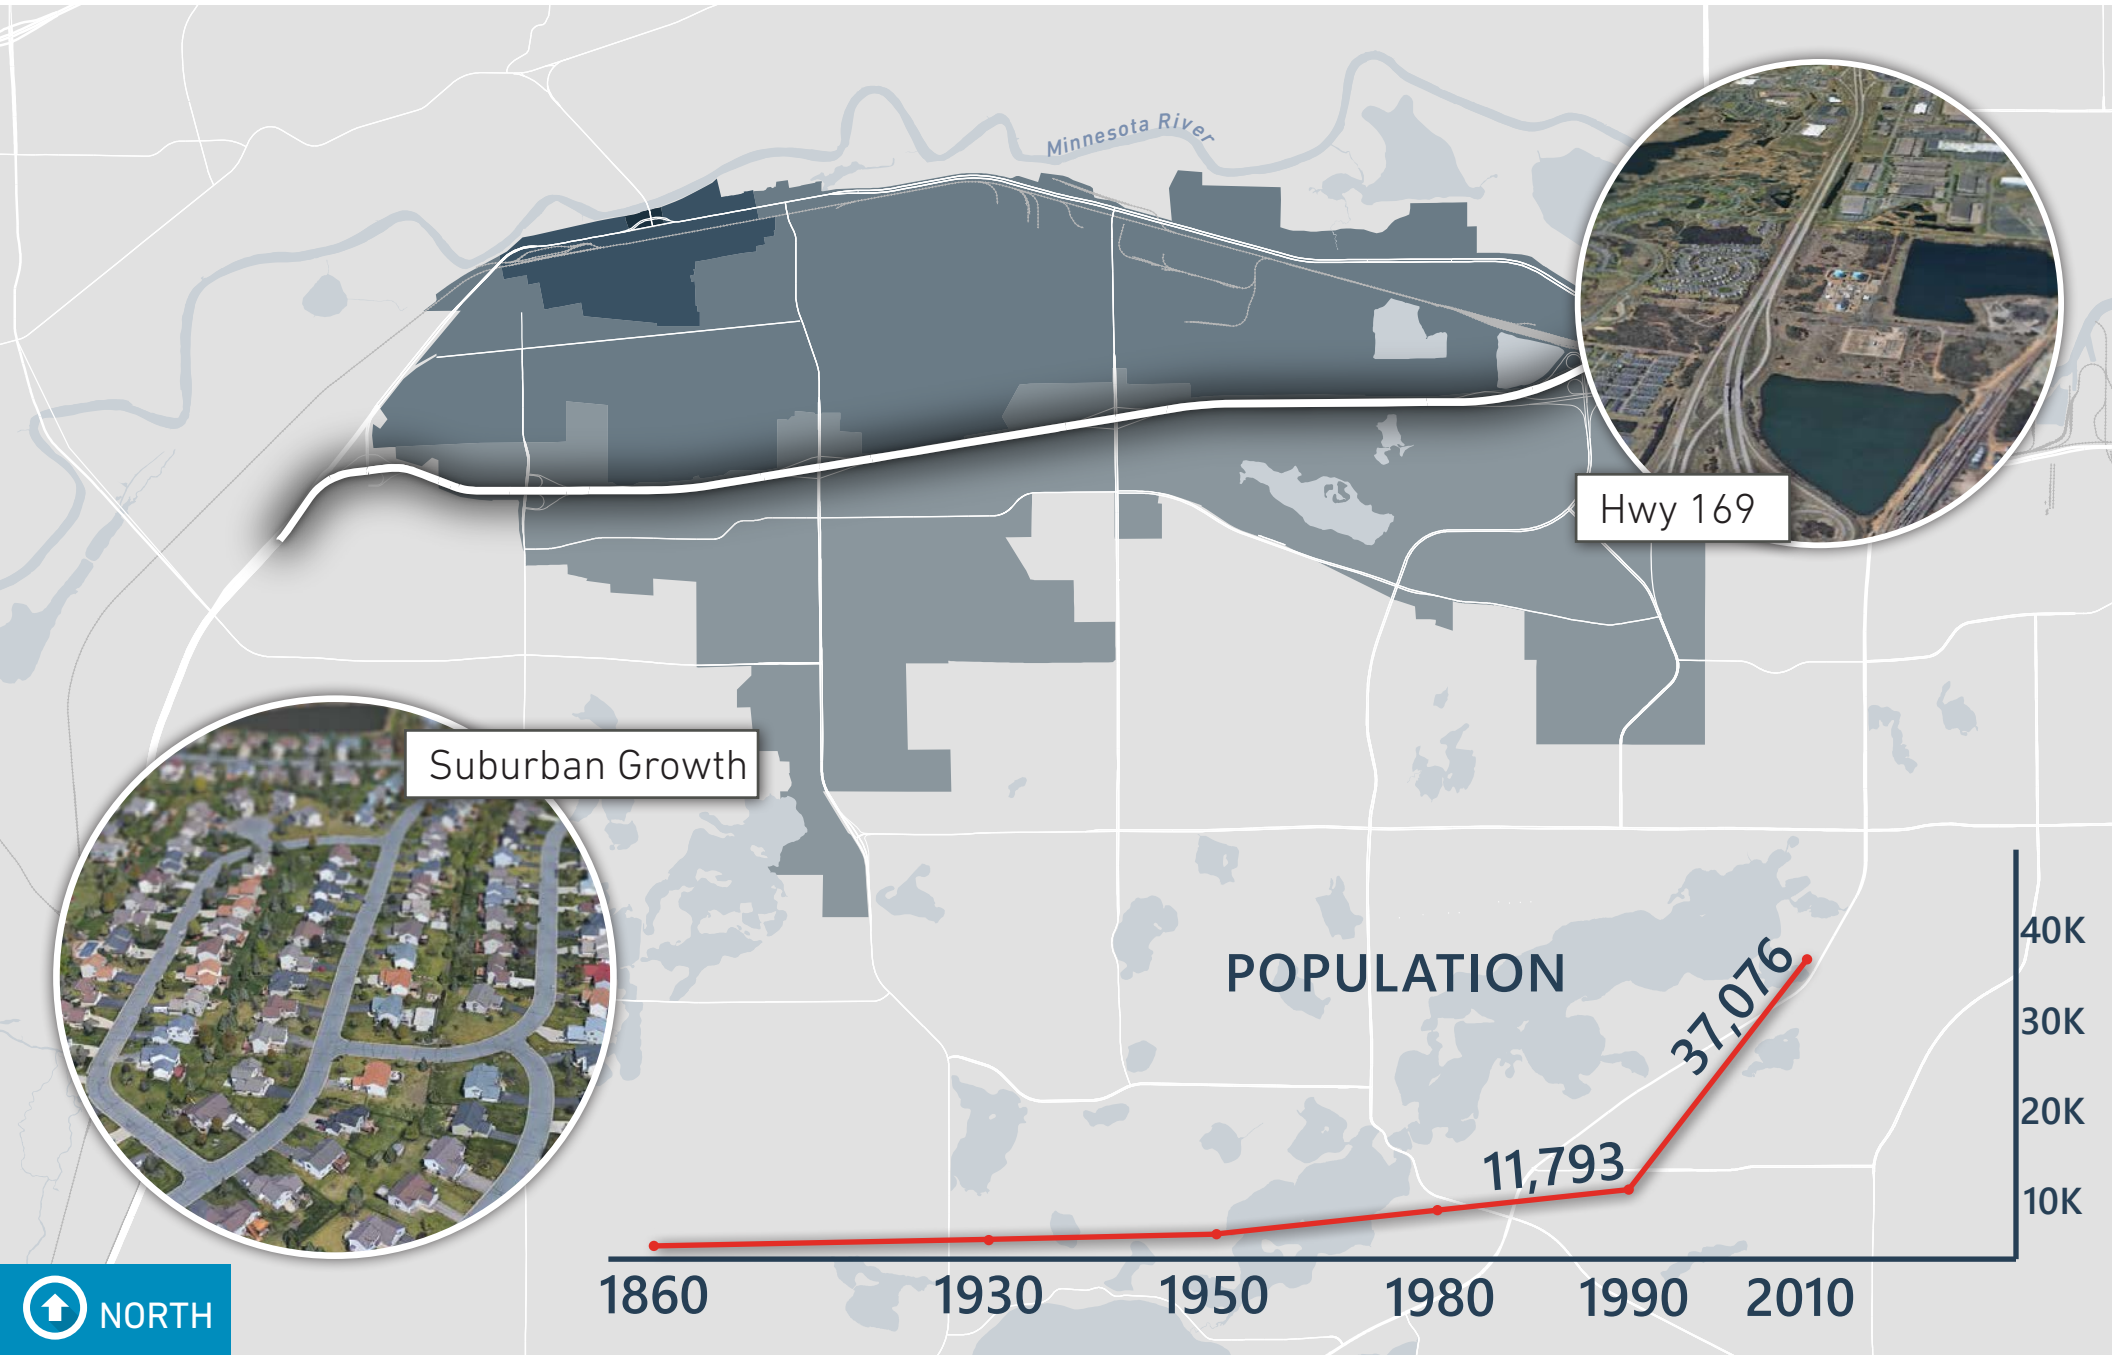 Minnesota River
Hwy 169
Suburban Growth
POPULATION
37,076
11,793
40K
30K
20K
10K
1860 1930 1950 1980 1990 2010
NORTH